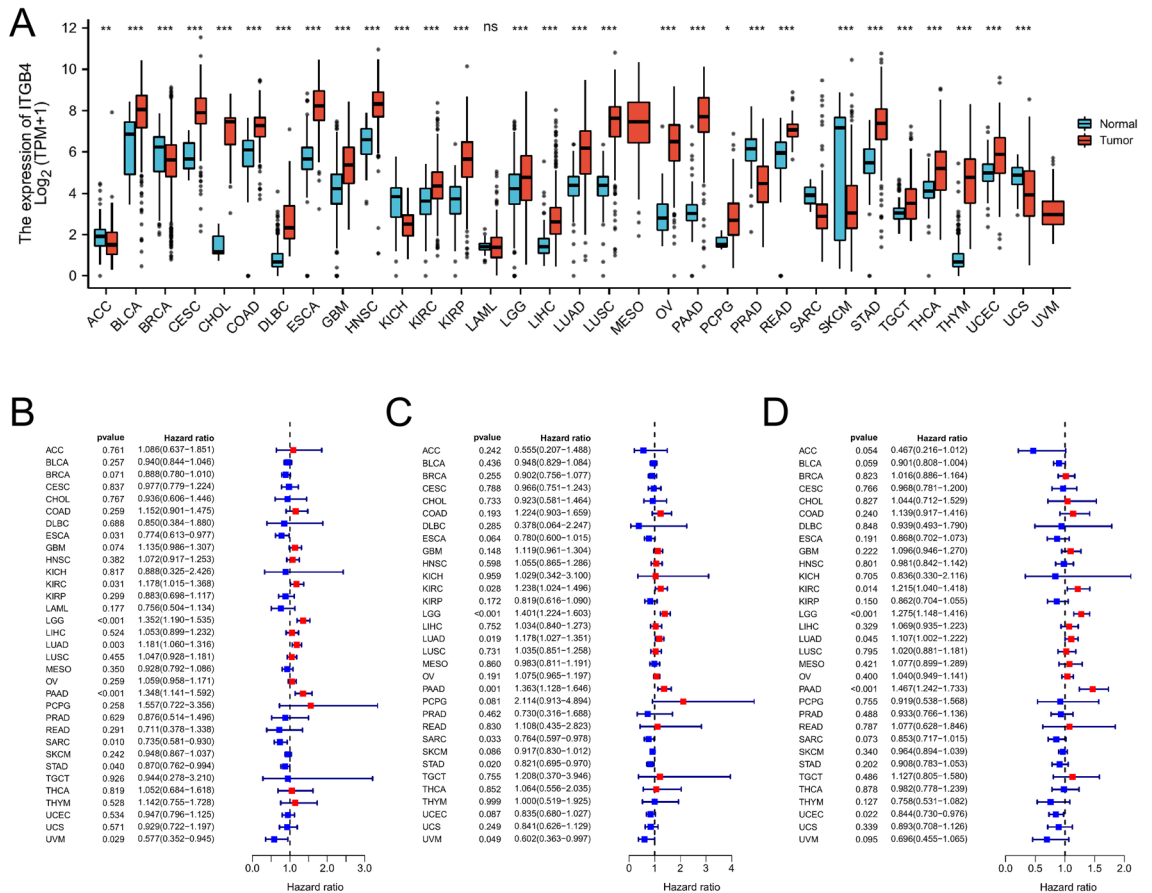 A
The expression of ITGB4
Log2 (TPM+1)
12
10
8
6
4
2
0
** *** *** *** *** *** *** *** *** *** *** *** *** ns *** *** *** *** *** *** * *** *** *** *** *** *** *** *** ***
Normal
Tumor
ACC BLCA BRCA CESC CHOL COAD DLBC ESCA GBM HNSC KICH KIRC KIRP LAML LGG LIHC LUAD LUSC MESO OV PAAD PCPG PRAD READ SARC SKCM STAD TGCT THCA THYM UCEC UCS UVM
B
pvalue Hazard ratio
ACC 0.761 1.086(0.637-1.851)
BLCA 0.257 0.940(0.844-1.046)
BRCA 0.071 0.888(0.780-1.010)
CESC 0.837 0.977(0.779-1.224)
CHOL 0.767 0.936(0.606-1.446)
COAD 0.259 1.152(0.901-1.475)
DLBC 0.688 0.850(0.384-1.880)
ESCA 0.031 0.774(0.613-0.977)
GBM 0.074 1.135(0.986-1.307)
HNSC 0.382 1.072(0.917-1.253)
KICH 0.817 0.888(0.325-2.426)
KIRC 0.031 1.178(1.015-1.368)
KIRP 0.299 0.883(0.698-1.117)
LAML 0.177 0.756(0.504-1.134)
LGG <0.001 1.352(1.190-1.535)
LIHC 0.524 1.053(0.899-1.232)
LUAD 0.003 1.181(1.060-1.316)
LUSC 0.455 1.047(0.928-1.181)
MESO 0.350 0.928(0.792-1.086)
OV 0.259 1.059(0.958-1.171)
PAAD <0.001 1.348(1.141-1.592)
PCPG 0.258 1.557(0.722-3.356)
PRAD 0.629 0.876(0.514-1.496)
READ 0.291 0.711(0.378-1.338)
SARC 0.010 0.735(0.581-0.930)
SKCM 0.242 0.948(0.867-1.037)
STAD 0.040 0.870(0.762-0.994)
TGCT 0.926 0.944(0.278-3.210)
THCA 0.819 1.052(0.684-1.618)
THYM 0.528 1.142(0.755-1.728)
UCEC 0.534 0.947(0.796-1.125)
UCS 0.571 0.929(0.722-1.197)
UVM 0.029 0.577(0.352-0.945)
0.0 1.0 2.0 3.0
Hazard ratio
C
pvalue Hazard ratio
ACC 0.242 0.555(0.207-1.488)
BLCA 0.436 0.948(0.829-1.084)
BRCA 0.255 0.902(0.756-1.077)
CESC 0.788 0.966(0.751-1.243)
CHOL 0.733 0.923(0.581-1.464)
COAD 0.193 1.224(0.903-1.659)
DLBC 0.285 0.378(0.064-2.247)
ESCA 0.064 0.780(0.600-1.015)
GBM 0.148 1.119(0.961-1.304)
HNSC 0.598 1.055(0.865-1.286)
KICH 0.959 1.029(0.342-3.100)
KIRC 0.028 1.238(1.024-1.496)
KIRP 0.172 0.819(0.616-1.090)
LGG <0.001 1.401(1.224-1.603)
LIHC 0.752 1.034(0.840-1.273)
LUAD 0.019 1.178(1.027-1.351)
LUSC 0.731 1.035(0.851-1.258)
MESO 0.860 0.983(0.811-1.191)
OV 0.191 1.075(0.965-1.197)
PAAD 0.001 1.363(1.128-1.646)
PCPG 0.081 2.114(0.913-4.894)
PRAD 0.462 0.730(0.316-1.688)
READ 0.830 1.108(0.435-2.823)
SARC 0.033 0.764(0.597-0.978)
SKCM 0.086 0.917(0.830-1.012)
STAD 0.020 0.821(0.695-0.970)
TGCT 0.755 1.208(0.370-3.946)
THCA 0.852 1.064(0.556-2.035)
THYM 0.999 1.000(0.519-1.925)
UCEC 0.087 0.835(0.680-1.027)
UCS 0.249 0.841(0.626-1.129)
UVM 0.049 0.602(0.363-0.997)
0 1 2 3 4
Hazard ratio
D
pvalue Hazard ratio
ACC 0.054 0.467(0.216-1.012)
BLCA 0.059 0.901(0.808-1.004)
BRCA 0.823 1.016(0.886-1.164)
CESC 0.766 0.968(0.781-1.200)
CHOL 0.827 1.044(0.712-1.529)
COAD 0.240 1.139(0.917-1.416)
DLBC 0.848 0.939(0.493-1.790)
ESCA 0.191 0.868(0.702-1.073)
GBM 0.222 1.096(0.946-1.270)
HNSC 0.801 0.981(0.842-1.142)
KICH 0.705 0.836(0.330-2.116)
KIRC 0.014 1.215(1.040-1.418)
KIRP 0.150 0.862(0.704-1.055)
LGG <0.001 1.275(1.148-1.416)
LIHC 0.329 1.069(0.935-1.223)
LUAD 0.045 1.107(1.002-1.222)
LUSC 0.795 1.020(0.881-1.181)
MESO 0.421 1.077(0.899-1.289)
OV 0.400 1.040(0.949-1.141)
PAAD <0.001 1.467(1.242-1.733)
PCPG 0.755 0.919(0.538-1.568)
PRAD 0.488 0.933(0.766-1.136)
READ 0.787 1.077(0.628-1.846)
SARC 0.073 0.853(0.717-1.015)
SKCM 0.340 0.964(0.894-1.039)
STAD 0.202 0.908(0.783-1.053)
TGCT 0.486 1.127(0.805-1.580)
THCA 0.878 0.982(0.778-1.239)
THYM 0.127 0.758(0.531-1.082)
UCEC 0.022 0.844(0.730-0.976)
UCS 0.339 0.893(0.708-1.126)
UVM 0.095 0.696(0.455-1.065)
0.0 0.5 1.0 1.5 2.0
Hazard ratio